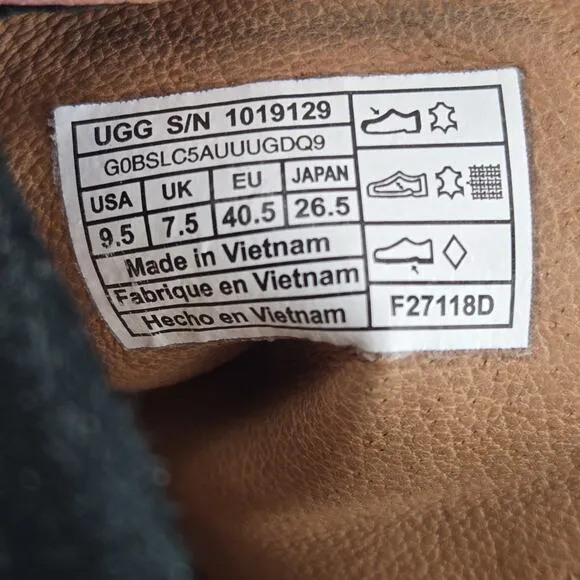 UGG S/N 1019129
G0BSLC5AUUUGDQ9
USA UK EU JAPAN
9.5 7.5 40.5 26.5
Made in Vietnam
Fabrique en Vietnam
Hecho en Vietnam
F27118D